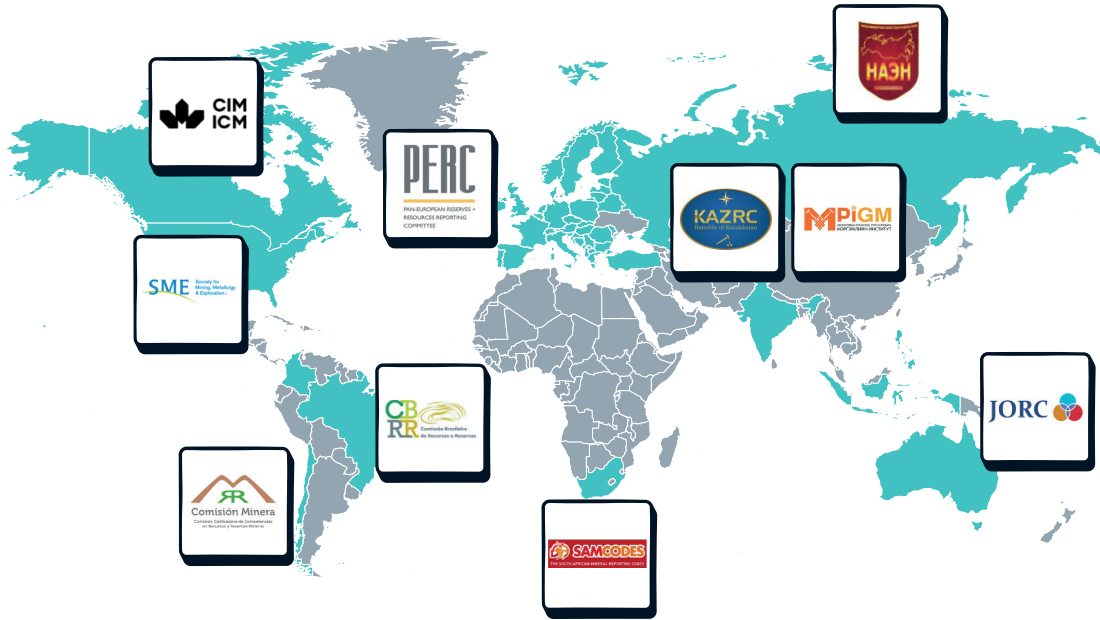 НАЭН
CIM
ICM
PERC
PAN-EUROPEAN RESERVES +
RESOURCES REPORTING
COMMITTEE
KAZRC
Republic of Kazakhstan
MPiGM
SME
Society for
Mining, Metallurgy
& Exploration
JORC
CBRR
Comissão Brasileira
de Recursos e Reservas
Comisión Minera
Comisión Calificadora de Competencias
en Recursos y Reservas Mineras
SAMCODES
THE SOUTH AFRICAN MINERAL REPORTING CODES